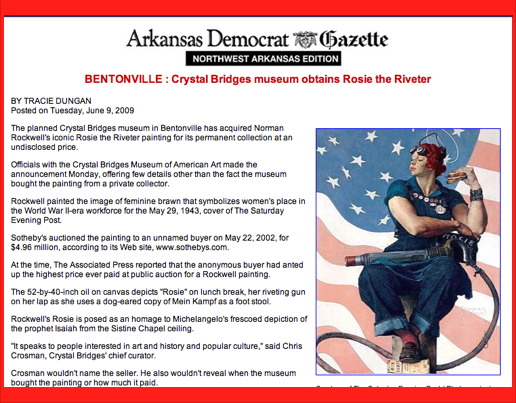 Arkansas Democrat Gazette
NORTHWEST ARKANSAS EDITION
BENTONVILLE : Crystal Bridges museum obtains Rosie the Riveter
BY TRACIE DUNGAN
Posted on Tuesday, June 9, 2009
The planned Crystal Bridges museum in Bentonville has acquired Norman
Rockwell's iconic Rosie the Riveter painting for its permanent collection at an
undisclosed price.
Officials with the Crystal Bridges Museum of American Art made the
announcement Monday, offering few details other than the fact the museum
bought the painting from a private collector.
Rockwell painted the image of feminine brawn that symbolizes women's place in
the World War II-era workforce for the May 29, 1943, cover of The Saturday
Evening Post.
Sotheby's auctioned the painting to an unnamed buyer on May 22, 2002, for
$4.96 million, according to its Web site, www.sothebys.com.
At the time, The Associated Press reported that the anonymous buyer had anted
up the highest price ever paid at public auction for a Rockwell painting.
The 52-by-40-inch oil on canvas depicts "Rosie" on lunch break, her riveting gun
on her lap as she uses a dog-eared copy of Mein Kampf as a foot stool.
Rockwell's Rosie is posed as an homage to Michelangelo's frescoed depiction of
the prophet Isaiah from the Sistine Chapel ceiling.
"It speaks to people interested in art and history and popular culture," said Chris
Crosman, Crystal Bridges' chief curator.
Crosman wouldn't name the seller. He also wouldn't reveal when the museum
bought the painting or how much it paid.